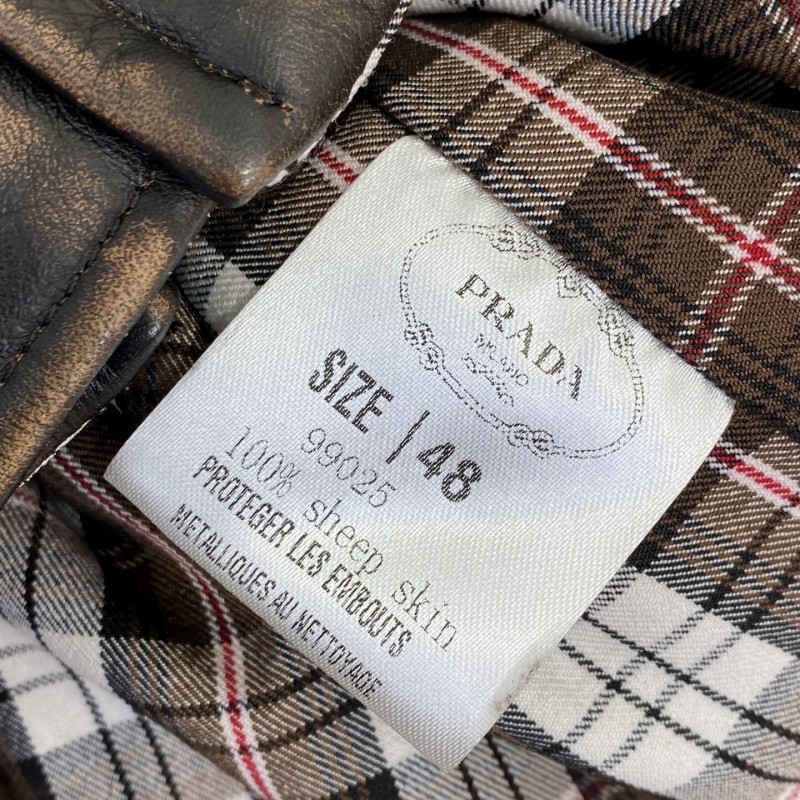 PRADA
MILANO
SIZE / 48
99025
100% sheep skin
PROTEGER LES EMBOUTS
METALLIQUES AU NETTOYAGE